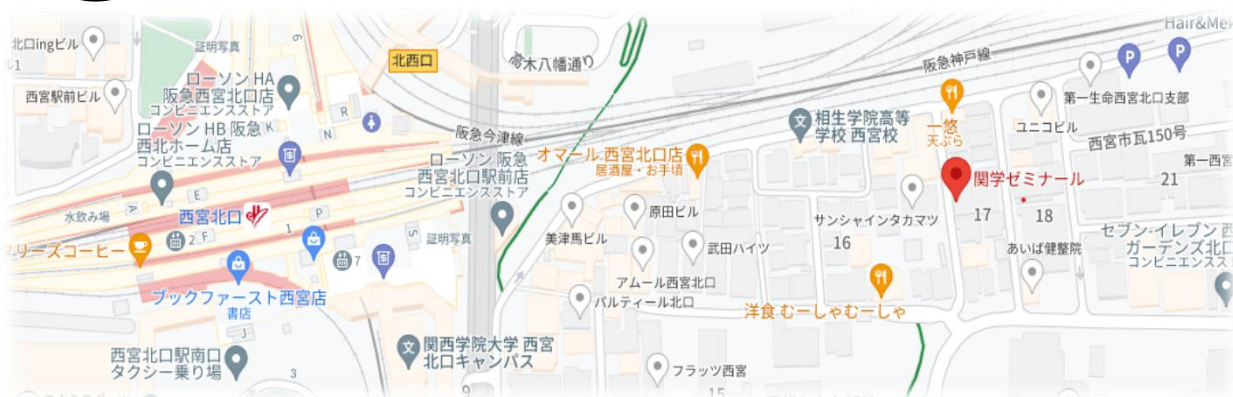 北口ingビル
1
証明写真
6
西宮駅前ビル
ローソン HA
阪急西宮北口店
コンビニエンスストア
北西口
高木八幡通り
阪急神戸線
P
P
第一生命西宮北口支部
ユニコビル
西宮市瓦150号
ローソン HB 阪急
西北ホーム店
コンビニエンスストア
K
N
R
阪急今津線
ローソン 阪急
西宮北口駅前店
コンビニエンスストア
オマール 西宮北口店
居酒屋・お手頃
相生学院高等
学校 西宮校
一悠
天ぷら
関学ゼミナール
第一西宮
21
水飲み場
A
E
西宮北口
P
F
2
1
7
S
証明写真
美津馬ビル
原田ビル
武田ハイツ
アムール西宮北口
パルティール北口
サンシャインタカマツ
16
17
18
あいば健整院
セブン-イレブン 西
ガーデンズ北口
コンビニエンスス
リーズコーヒー
ブックファースト西宮店
書店
洋食 むーしゃむーしゃ
J
西宮北口駅南口
タクシー乗り場
3
関西学院大学 西宮
北口キャンパス
9
フラッツ西宮
15